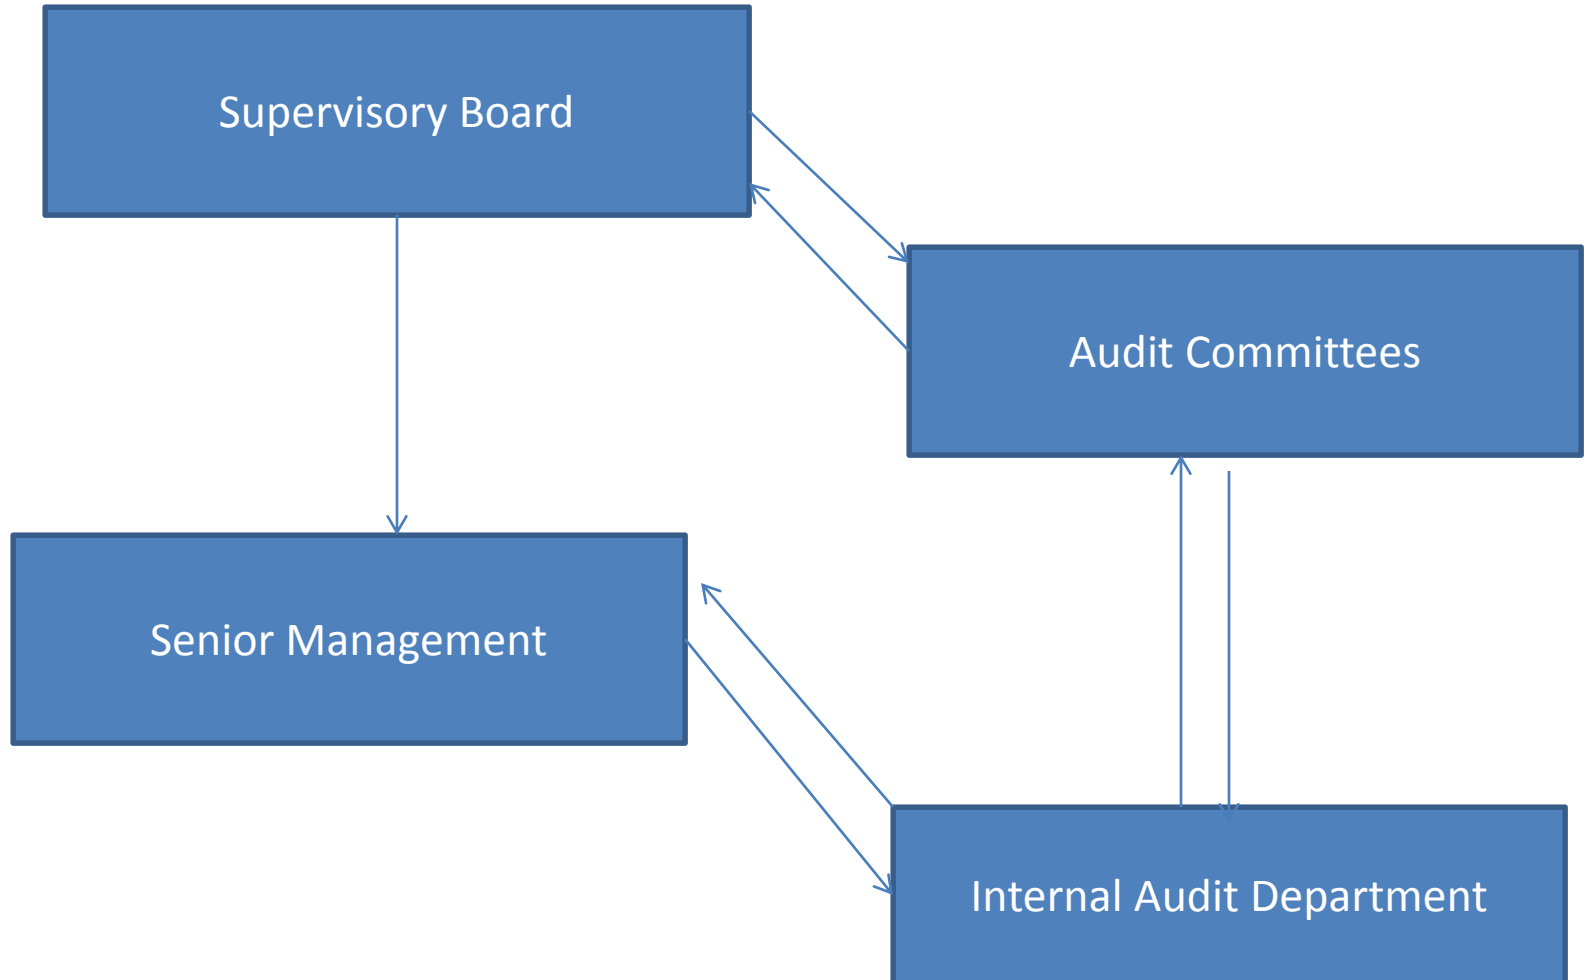 Supervisory Board
Audit Committees
Senior Management
Internal Audit Department